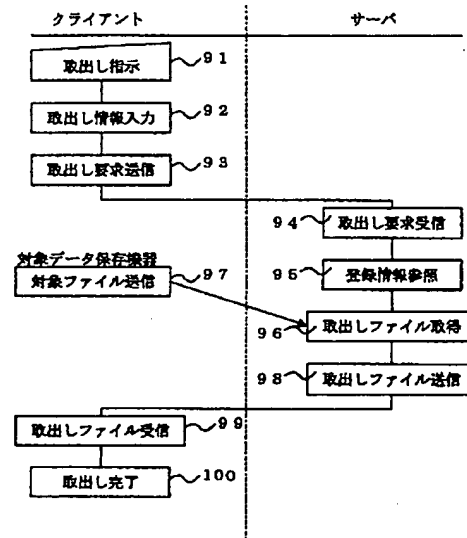 クライアント
サーバ
取出し指示
91
取出し情報入力
92
取出し要求送信
93
94
取出し要求受信
対象データ保存機器
95
登録情報参照
対象ファイル送信
97
96
取出しファイル取得
98
取出しファイル送信
取出しファイル受信
99
取出し完了
100